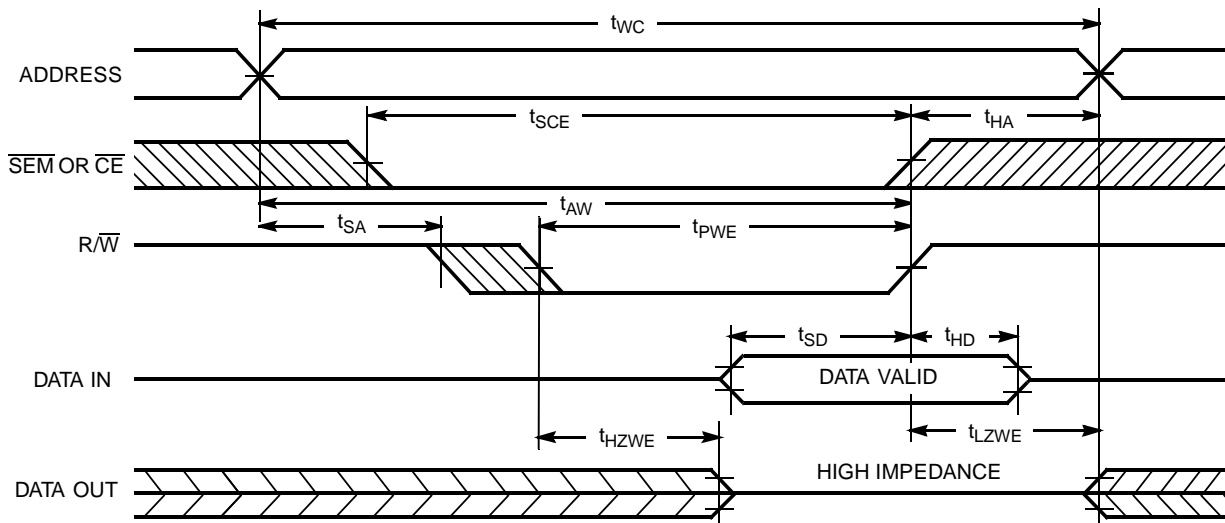 tWC
ADDRESS
tSCE
tHA
SEM OR CE
tAW
tSA
tPWE
R/W
tSD
tHD
DATA IN
DATA VALID
tHZWE
tLZWE
HIGH IMPEDANCE
DATA OUT